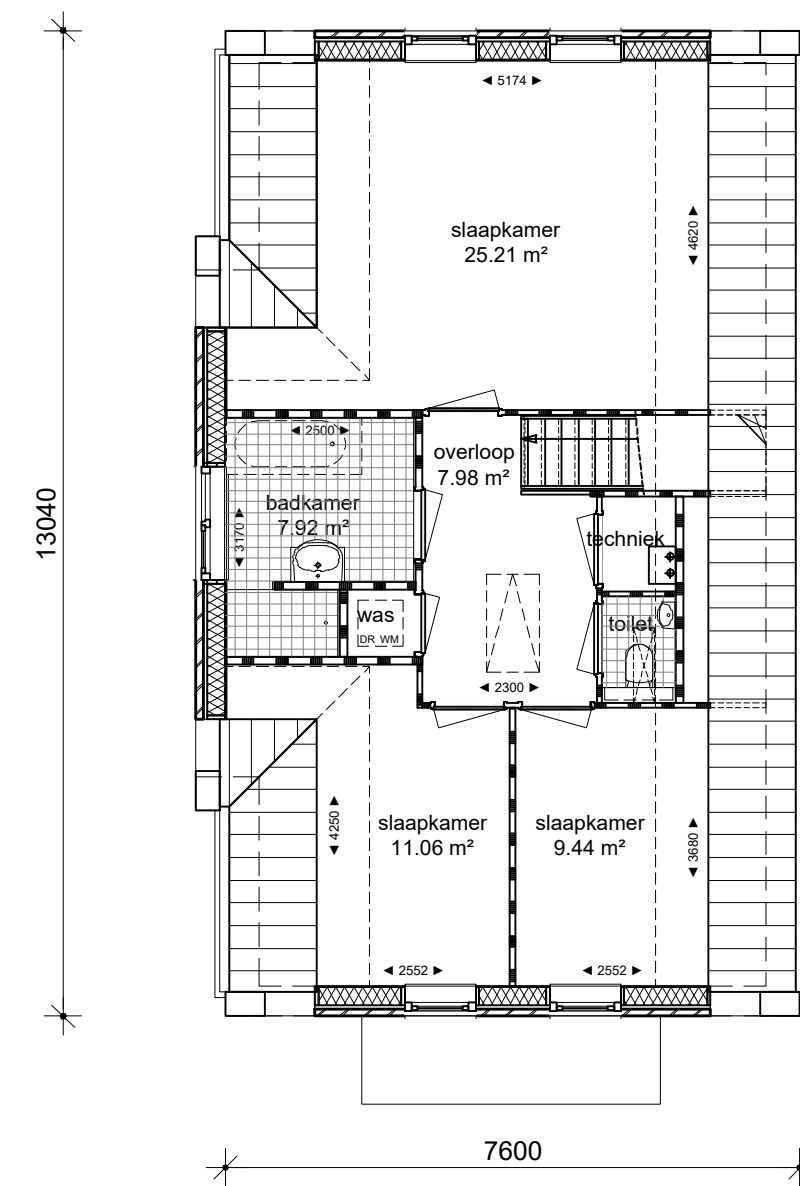 5174
slaapkamer
25.21 m²
4620
2500
overloop
7.98 m²
badkamer
7.92 m²
3170
13040
techniek
was
DR WM
toilet
2300
4250
slaapkamer
11.06 m²
slaapkamer
9.44 m²
3680
2552
2552
7600